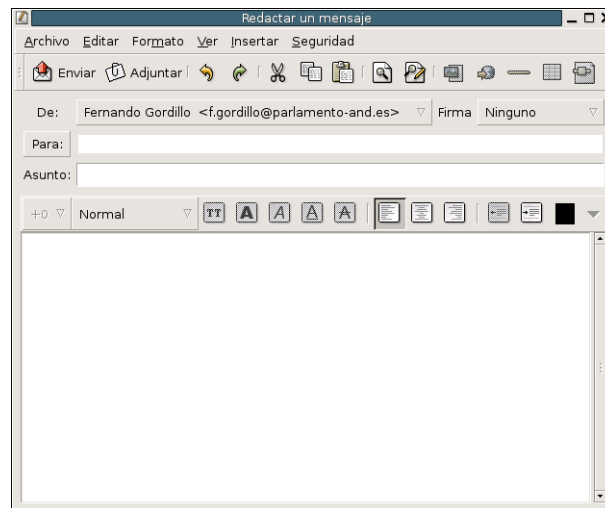 Redactar un mensaje
Archivo Editar Formato Ver Insertar Seguridad
Enviar Adjuntar
De: Fernando Gordillo <f.gordillo@parlamento-and.es> Firma Ninguno
Para:
Asunto:
+0 Normal TT A A A A